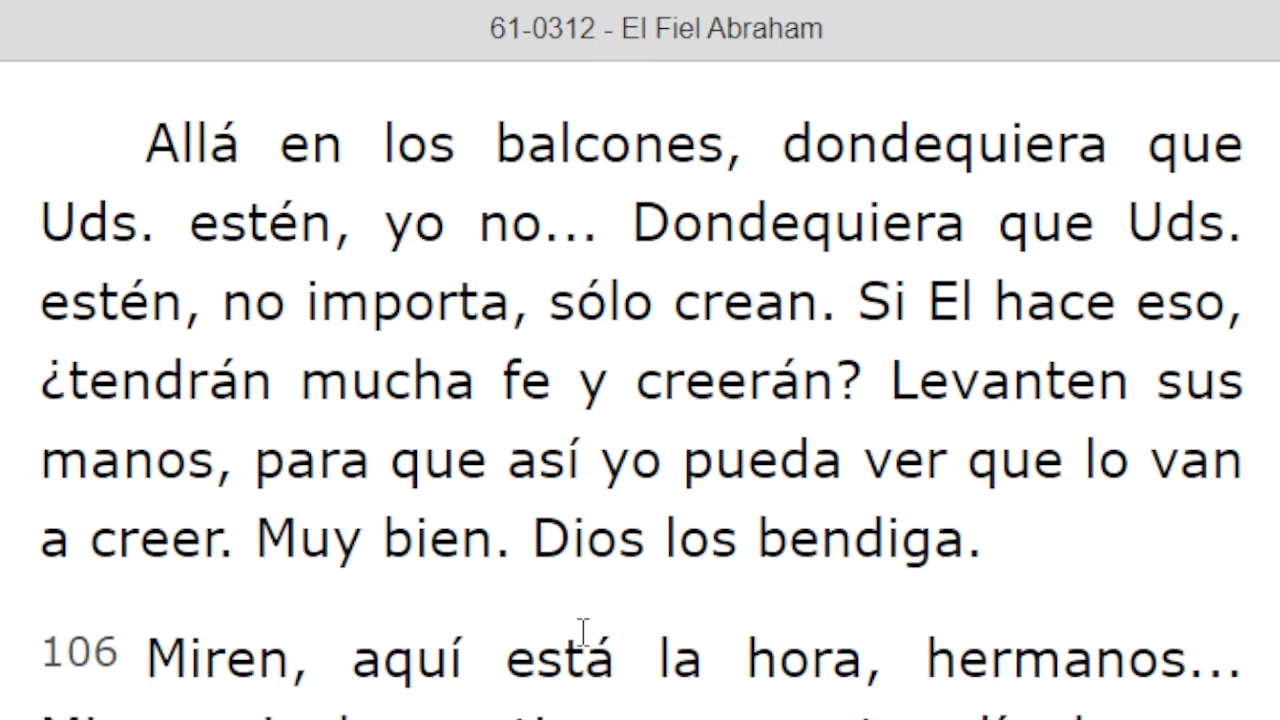 61-0312 - El Fiel Abraham
Allá en los balcones, dondequiera que
Uds. estén, yo no... Dondequiera que Uds.
estén, no importa, sólo crean. Si El hace eso,
¿tendrán mucha fe y creerán? Levanten sus
manos, para que así yo pueda ver que lo van
a creer. Muy bien. Dios los bendiga.
106 Miren, aquí está la hora, hermanos...